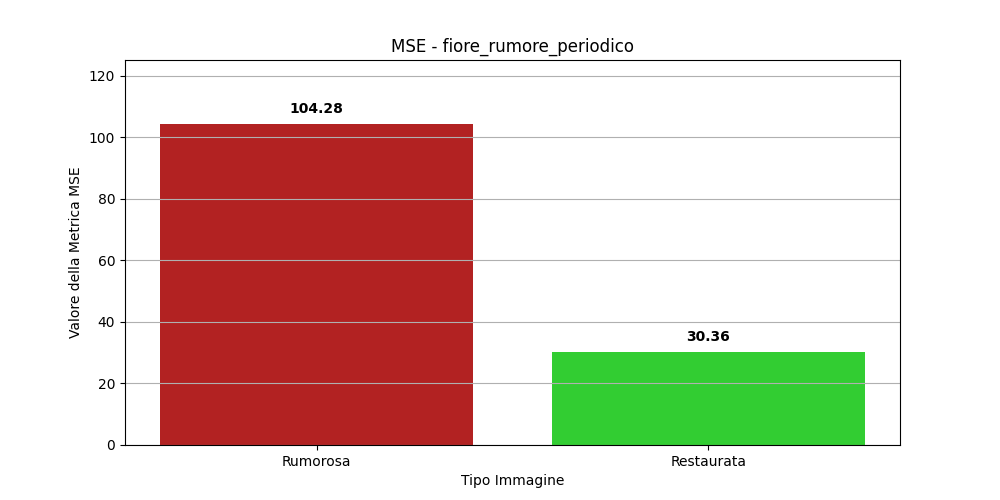 MSE - fiore_rumore_periodico
Valore della Metrica MSE
120
100
80
60
40
20
0
104.28
30.36
Rumorosa
Restaurata
Tipo Immagine